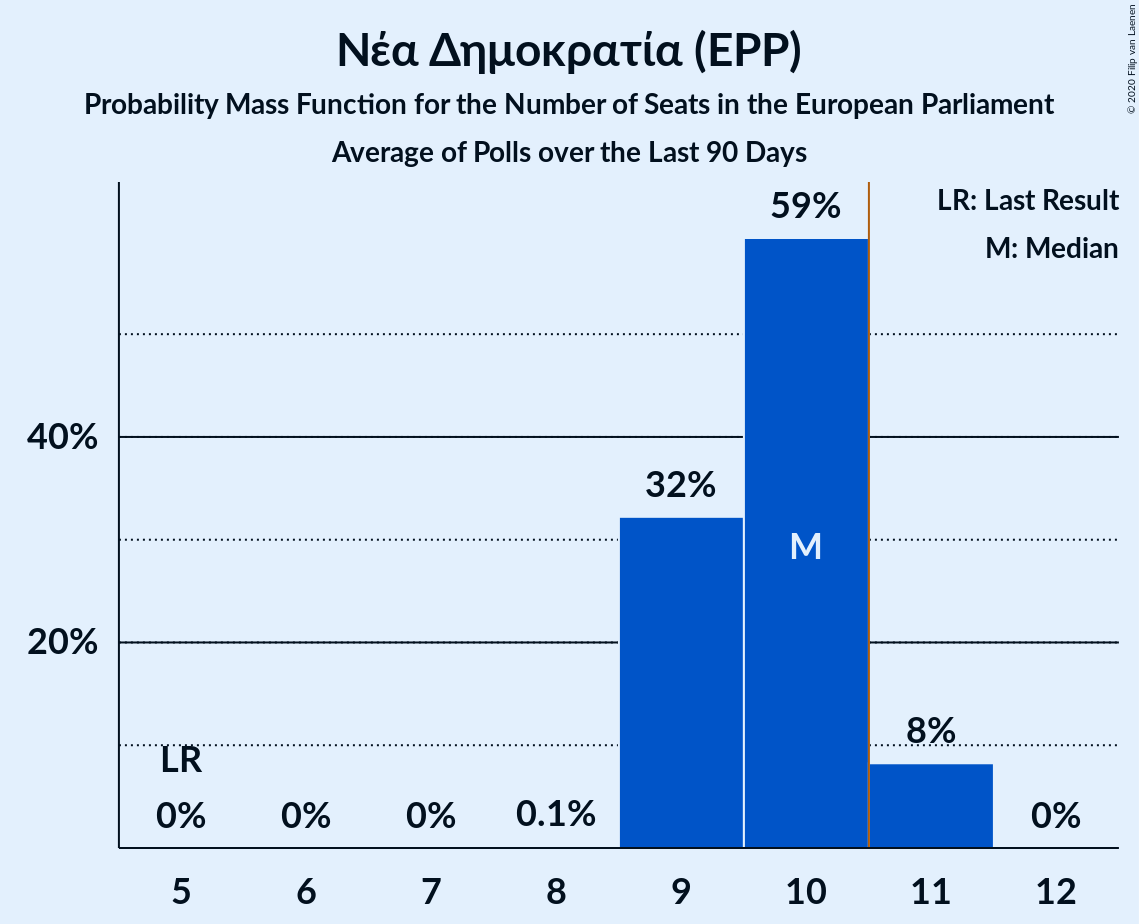 Νέα Δημοκρατία (EPP)
Probability Mass Function for the Number of Seats in the European Parliament
Average of Polls over the Last 90 Days
© 2020 Filip van Laenen
LR: Last Result
M: Median
59%
40%
32%
M
20%
8%
LR
0%
0%
0%
0.1%
0%
5
6
7
8
9
10
11
12